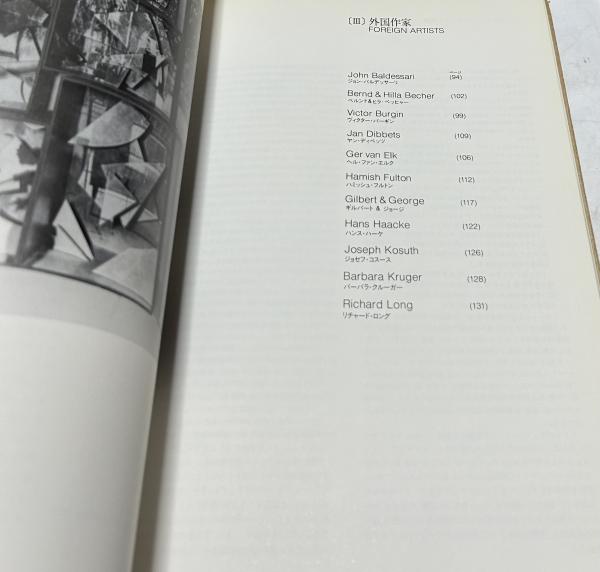 〔III〕外国作家
FOREIGN ARTISTS
ページ
John Baldessari (94)
ジョン・バルデッサーリ
Bernd & Hilla Becher (102)
ベルント&ヒラ・ベッヒャー
Victor Burgin (99)
ヴィクター・バーギン
Jan Dibbets (109)
ヤン・ディベッツ
Ger van Elk (106)
ヘル・ファン・エルク
Hamish Fulton (112)
ハミッシュ・フルトン
Gilbert & George (117)
ギルバート & ジョージ
Hans Haacke (122)
ハンス・ハーケ
Joseph Kosuth (126)
ジョセフ・コスース
Barbara Kruger (128)
バーバラ・クルーガー
Richard Long (131)
リチャード・ロング